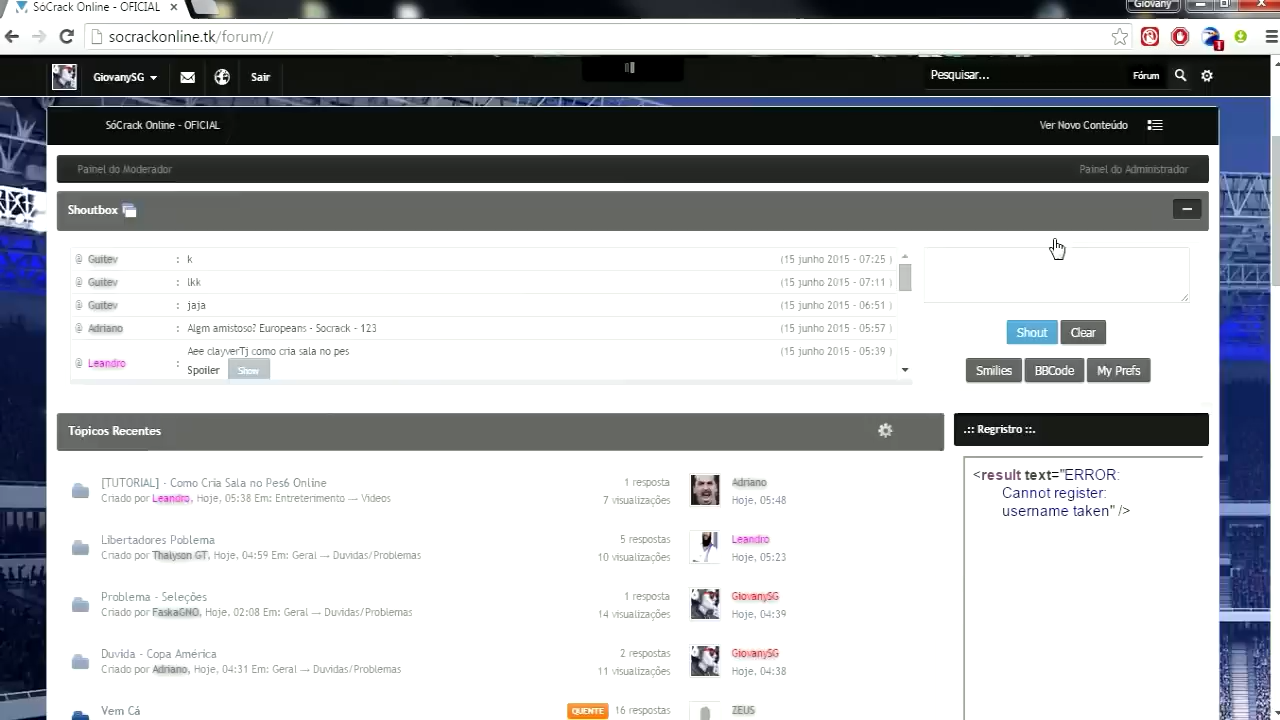 SóCrack Online - OFICIAL
Giovany
socrackonline.tk/forum//
1
GiovanySG
Sair
Pesquisar...
Fórum
SóCrack Online - OFICIAL
Ver Novo Conteúdo
Painel do Moderador
Painel do Administrador
Shoutbox
@ Guitev : k (15 junho 2015 - 07:25 )
@ Guitev : lkk (15 junho 2015 - 07:11 )
@ Guitev : jaja (15 junho 2015 - 06:51 )
@ Adriano : Algm amistoso? Europeans - Socrack - 123 (15 junho 2015 - 05:57 )
@ Leandro : Aee clayverTj como cria sala no pes (15 junho 2015 - 05:39 )
Spoiler Show
Shout Clear
Smilies BBCode My Prefs
Tópicos Recentes
.:: Regristro ::.
[TUTORIAL] - Como Cria Sala no Pes6 Online
Criado por Leandro, Hoje, 05:38 Em: Entreterimento → Videos
1 resposta
7 visualizações
Adriano
Hoje, 05:48
<result text="ERROR:
Cannot register:
username taken" />
Libertadores Poblema
Criado por Thalyson GT, Hoje, 04:59 Em: Geral → Duvidas/Problemas
5 respostas
10 visualizações
Leandro
Hoje, 05:23
Problema - Seleções
Criado por FaskaGNO, Hoje, 02:08 Em: Geral → Duvidas/Problemas
1 resposta
14 visualizações
GiovanySG
Hoje, 04:39
Duvida - Copa América
Criado por Adriano, Hoje, 04:31 Em: Geral → Duvidas/Problemas
2 respostas
11 visualizações
GiovanySG
Hoje, 04:38
Vem Cá
QUENTE
16 respostas
ZEUS